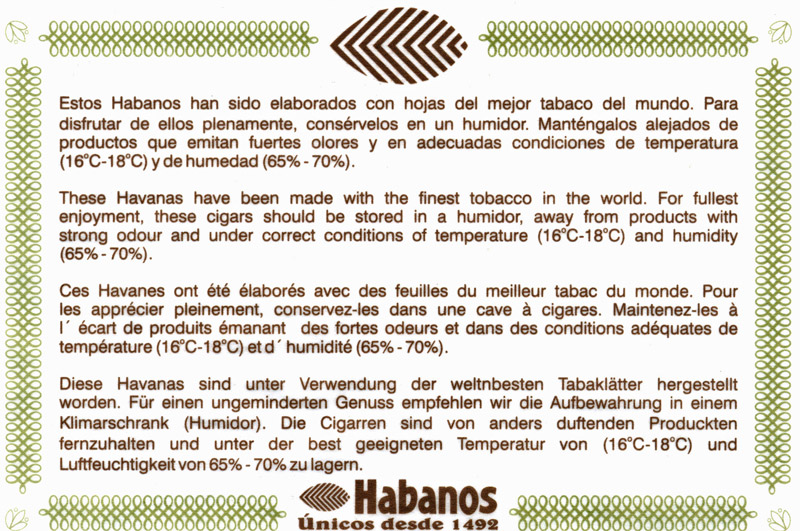 Estos Habanos han sido elaborados con hojas del mejor tabaco del mundo. Para
disfrutar de ellos plenamente, consérvelos en un humidor. Manténgalos alejados de
productos que emitan fuertes olores y en adecuadas condiciones de temperatura
(16°C-18°C) y de humedad (65% - 70%).
These Havanas have been made with the finest tobacco in the world. For fullest
enjoyment, these cigars should be stored in a humidor, away from products with
strong odour and under correct conditions of temperature (16°C-18°C) and humidity
(65% - 70%).
Ces Havanes ont été élaborés avec des feuilles du meilleur tabac du monde. Pour
les apprécier pleinement, conservez-les dans une cave à cigares. Maintenez-les à
l´ écart de produits émanant des fortes odeurs et dans des conditions adéquates de
température (16°C-18°C) et d´ humidité (65% - 70%).
Diese Havanas sind unter Verwendung der weltnbesten Tabaklätter hergestellt
worden. Für einen ungeminderten Genuss empfehlen wir die Aufbewahrung in einem
Klimarschrank (Humidor). Die Cigarren sind von anders duftenden Produckten
fernzuhalten und unter der best geeigneten Temperatur von (16°C-18°C) und
Luftfeuchtigkeit von 65% - 70% zu lagern.
Habanos
Únicos desde 1492